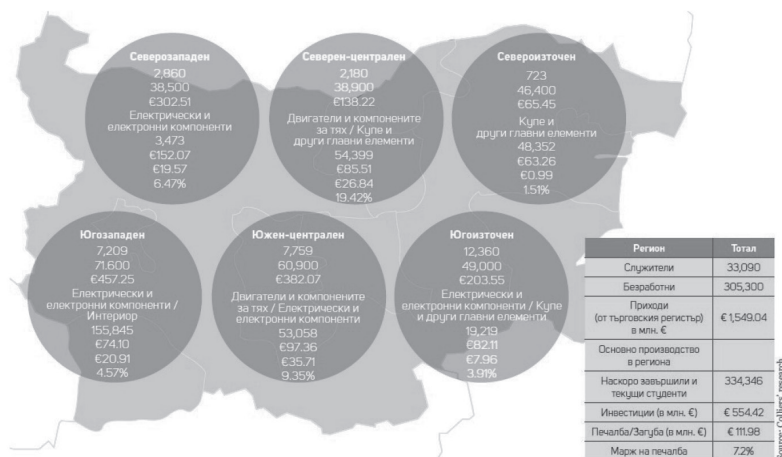 Северозападен
2,860
38,500
€302.51
Електрически и
електронни компоненти
3,473
€152.07
€19.57
6.47%
Северен-централен
2,180
38,900
€138.22
Двигатели и компонените
за тях / Купе и
други главни елементи
54,399
€85.51
€26.84
19.42%
Североизточен
723
46,400
€65.45
Купе и
други главни елементи
48,352
€63.26
€0.99
1.51%
Югозападен
7,209
71.600
€457.25
Електрически и
електронни компоненти /
Интериор
155,845
€74.10
€20.91
4.57%
Южен-централен
7,759
60,900
€382.07
Двигатели и компонените
за тях / Електрически и
електронни компоненти
53,058
€97.36
€35.71
9.35%
Югоизточен
12,360
49,000
€203.55
Електрически и
електронни компоненти / Купе
и други главни елементи
19,219
€82.11
€7.96
3.91%
Регион Тотал
Служители 33,090
Безработни 305,300
Приходи
(от търговския регистър)
в млн. € € 1,549.04
Основно производство
в региона
Наскоро завършили и
текущи студенти 334,346
Инвестиции (в млн. €) € 554.42
Печалба/Загуба (в млн. €) € 111.98
Марж на печалба 7.2%
Source: Colliers' research